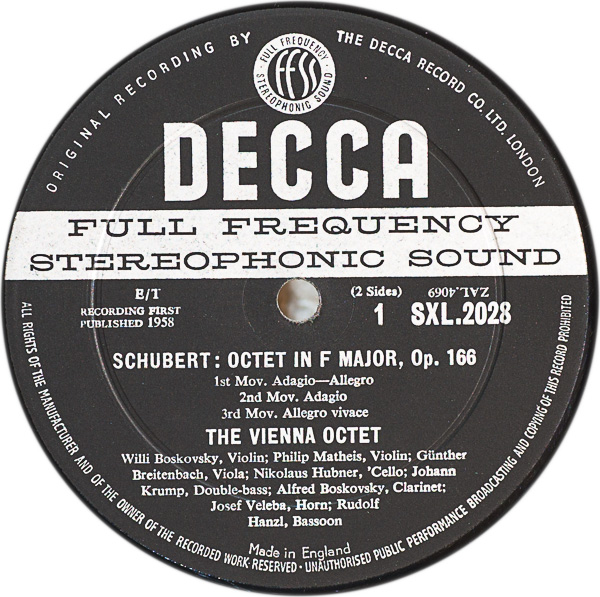 ORIGINAL RECORDING BY THE DECCA RECORD CO. LTD. LONDON
FULL FREQUENCY
ffss
STEREOPHONIC SOUND
DECCA
FULL FREQUENCY
STEREOPHONIC SOUND
E/T
RECORDING FIRST
PUBLISHED 1958
(2 Sides)
ZAL.4069
1 SXL.2028
SCHUBERT: OCTET IN F MAJOR, Op. 166
1st Mov. Adagio—Allegro
2nd Mov. Adagio
3rd Mov. Allegro vivace
THE VIENNA OCTET
Willi Boskovsky, Violin; Philip Matheis, Violin; Günther
Breitenbach, Viola; Nikolaus Hubner, 'Cello; Johann
Krump, Double-bass; Alfred Boskovsky, Clarinet;
Josef Veleba, Horn; Rudolf
Hanzl, Bassoon
Made in England
ALL RIGHTS OF THE MANUFACTURER AND OF THE OWNER OF THE RECORDED WORK RESERVED · UNAUTHORISED PUBLIC PERFORMANCE BROADCASTING AND COPYING OF THIS RECORD PROHIBITED